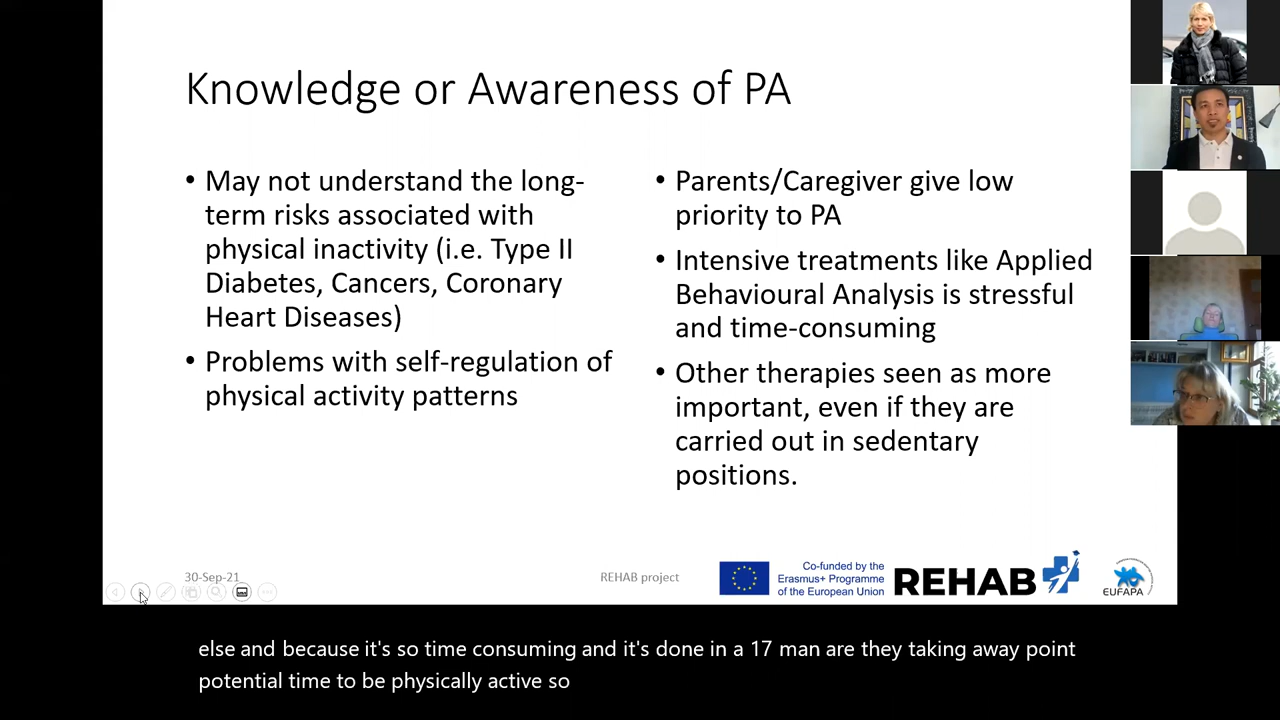 Knowledge or Awareness of PA
• May not understand the long-
term risks associated with
physical inactivity (i.e. Type II
Diabetes, Cancers, Coronary
Heart Diseases)
• Problems with self-regulation of
physical activity patterns
• Parents/Caregiver give low
priority to PA
• Intensive treatments like Applied
Behavioural Analysis is stressful
and time-consuming
• Other therapies seen as more
important, even if they are
carried out in sedentary
positions.
30-Sep-21
REHAB project
Co-funded by the
Erasmus+ Programme
of the European Union
REHAB
EUFAPA
else and because it's so time consuming and it's done in a 17 man are they taking away point
potential time to be physically active so